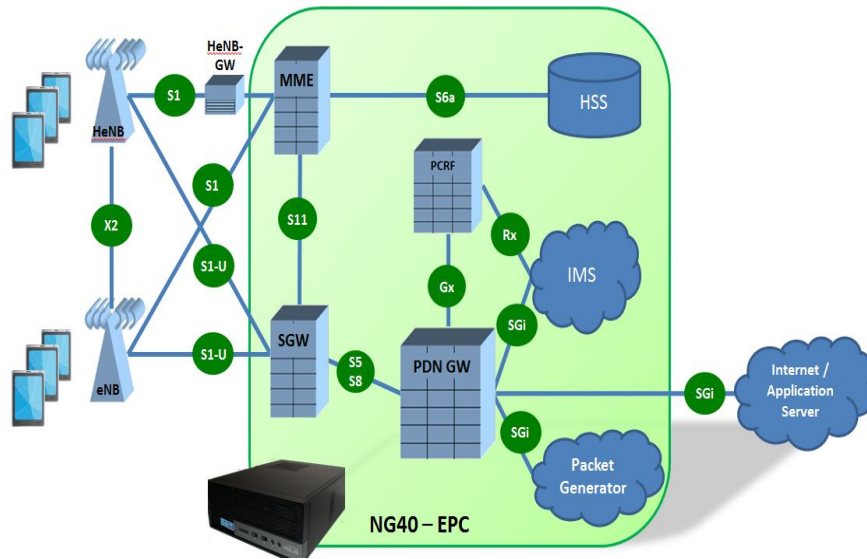 HeNB-
GW
MME
S1
S6a
HSS
HeNB
PCRF
S1
X2
S11
Rx
S1-U
IMS
Gx
SGi
SGW
S1-U
S5
S8
PDN GW
Internet /
Application
Server
eNB
SGi
SGi
Packet
Generator
NG40 – EPC